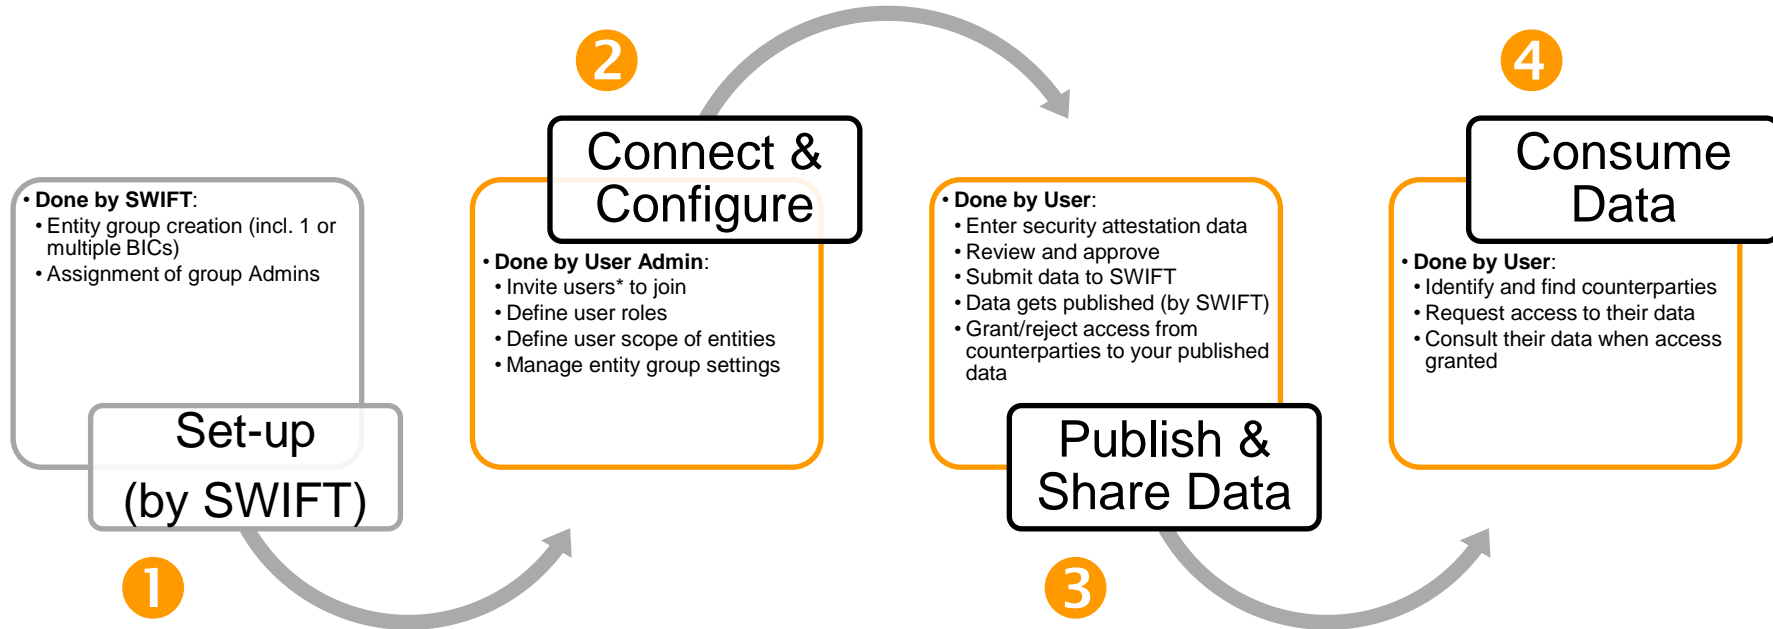 1
Set-up
(by SWIFT)
• Done by SWIFT:
• Entity group creation (incl. 1 or
multiple BICs)
• Assignment of group Admins
2
Connect &
Configure
• Done by User Admin:
• Invite users* to join
• Define user roles
• Define user scope of entities
• Manage entity group settings
3
Publish &
Share Data
• Done by User:
• Enter security attestation data
• Review and approve
• Submit data to SWIFT
• Data gets published (by SWIFT)
• Grant/reject access from
counterparties to your published
data
4
Consume
Data
• Done by User:
• Identify and find counterparties
• Request access to their data
• Consult their data when access
granted